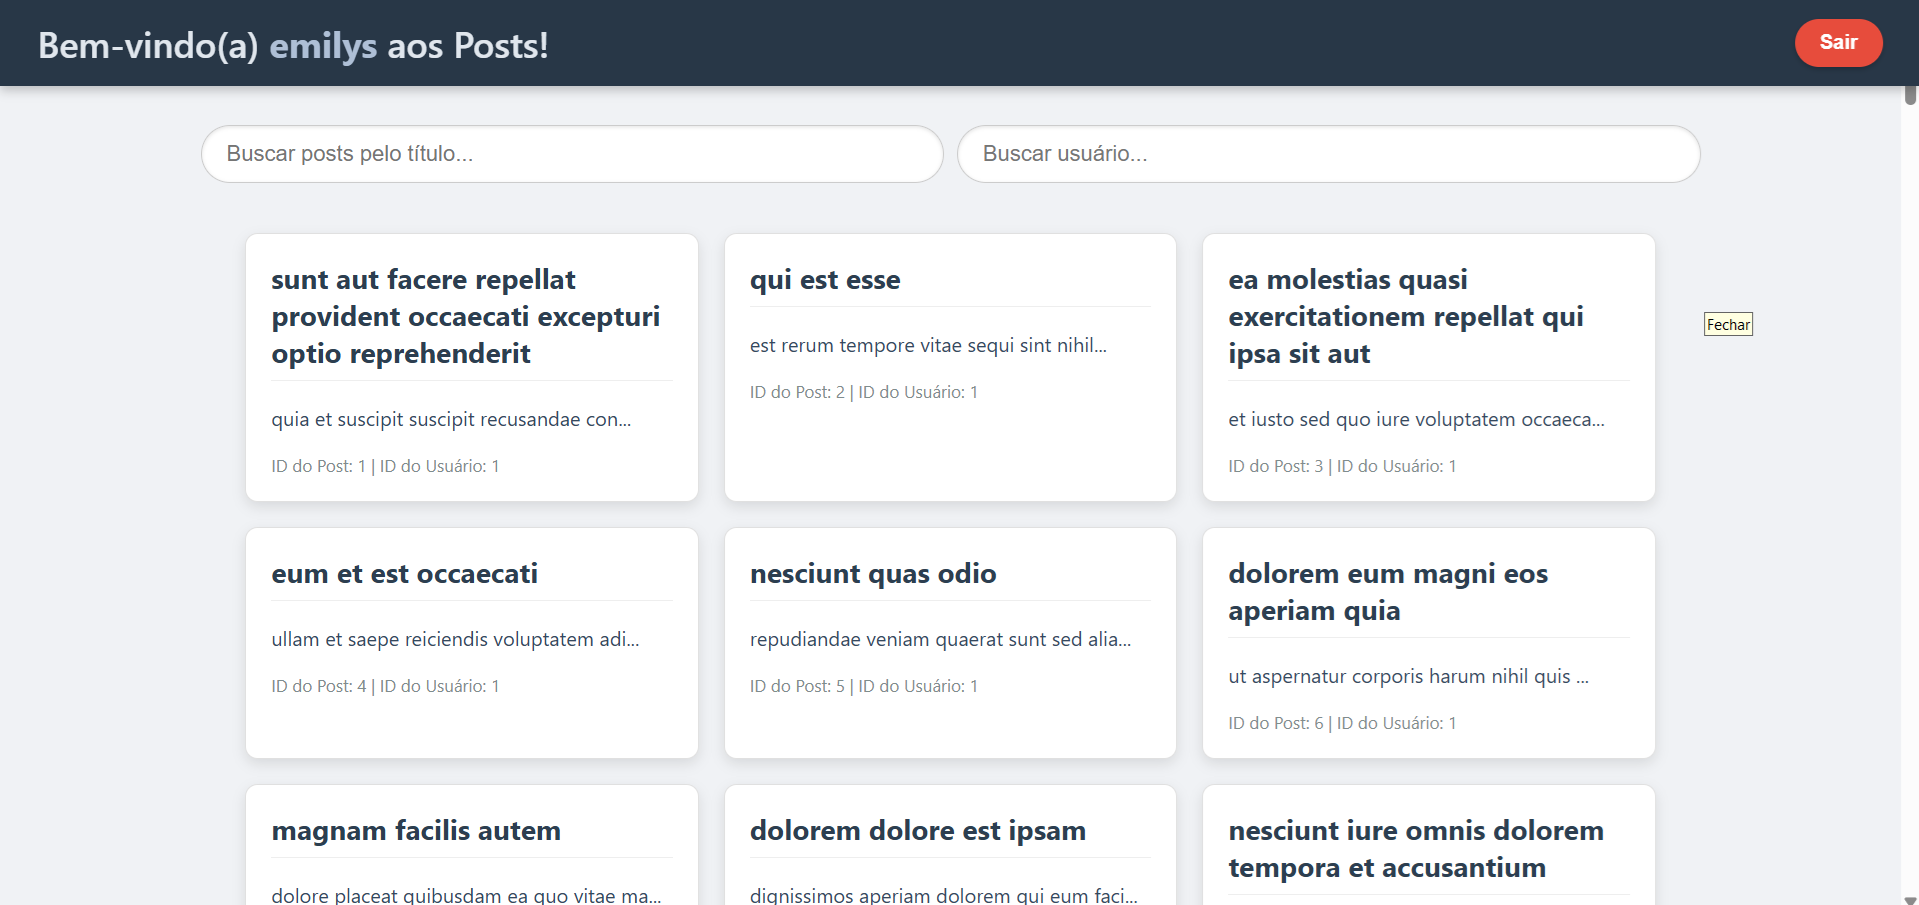 Bem-vindo(a) emilys aos Posts!
Sair
Buscar posts pelo título...
Buscar usuário...
sunt aut facere repellat
provident occaecati excepturi
optio reprehenderit
quia et suscipit suscipit recusandae con...
ID do Post: 1 | ID do Usuário: 1
qui est esse
est rerum tempore vitae sequi sint nihil...
ID do Post: 2 | ID do Usuário: 1
ea molestias quasi
exercitationem repellat qui
ipsa sit aut
et iusto sed quo iure voluptatem occaeca...
ID do Post: 3 | ID do Usuário: 1
Fechar
eum et est occaecati
ullam et saepe reiciendis voluptatem adi...
ID do Post: 4 | ID do Usuário: 1
nesciunt quas odio
repudiandae veniam quaerat sunt sed alia...
ID do Post: 5 | ID do Usuário: 1
dolorem eum magni eos
aperiam quia
ut aspernatur corporis harum nihil quis ...
ID do Post: 6 | ID do Usuário: 1
magnam facilis autem
dolore placeat quibusdam ea quo vitae ma...
dolorem dolore est ipsam
dignissimos aperiam dolorem qui eum faci...
nesciunt iure omnis dolorem
tempora et accusantium